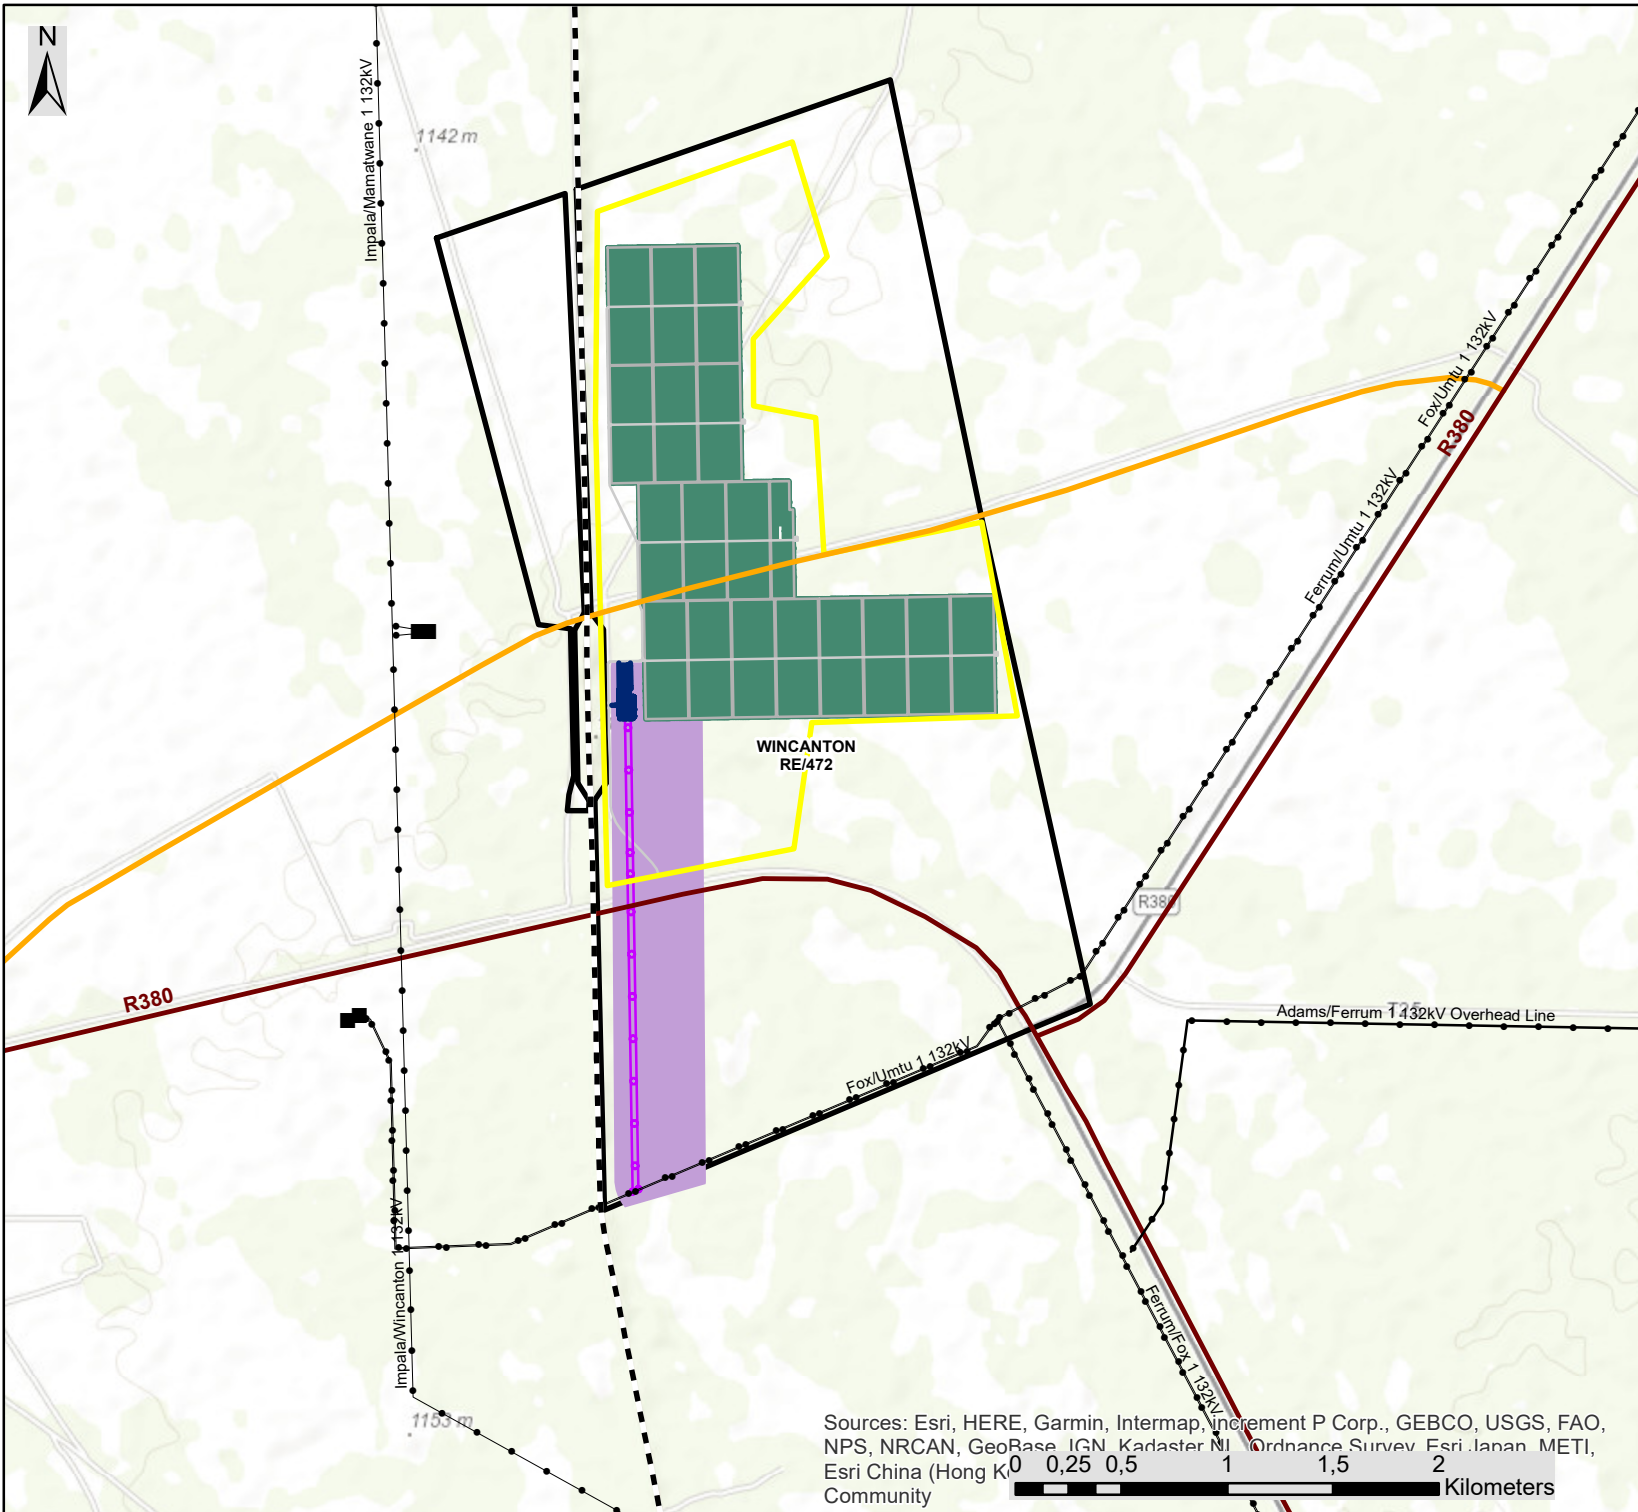 N
Impala/Mamatwane 1 132kV
1142 m
Fox/Umtu 1 132kV
R380
Ferrum/Umtu 1 132kV
WINCANTON
RE/472
R380
R380
T25
Adams/Ferrum 1 132kV Overhead Line
Fox/Umtu 1 132kV
Impala/Wincanton 1 132kV
Ferrum/Fox 1 132kV
1153 m
Sources: Esri, HERE, Garmin, Intermap, increment P Corp., GEBCO, USGS, FAO,
NPS, NRCAN, GeoBase, IGN, Kadaster NL, Ordnance Survey, Esri Japan, METI,
Esri China (Hong
Community
0 0,25 0,5 1 1,5 2
Kilometers